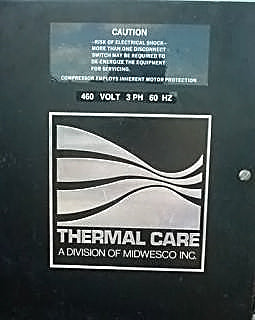 CAUTION
-RISK OF ELECTRICAL SHOCK-
MORE THAN ONE DISCONNECT
SWITCH MAY BE REQUIRED TO
DE-ENERGIZE THE EQUIPMENT
FOR SERVICING.
COMPRESSOR EMPLOYS INHERENT MOTOR PROTECTION
460 VOLT 3 PH 60 HZ
THERMAL CARE
A DIVISION OF MIDWESCO INC.